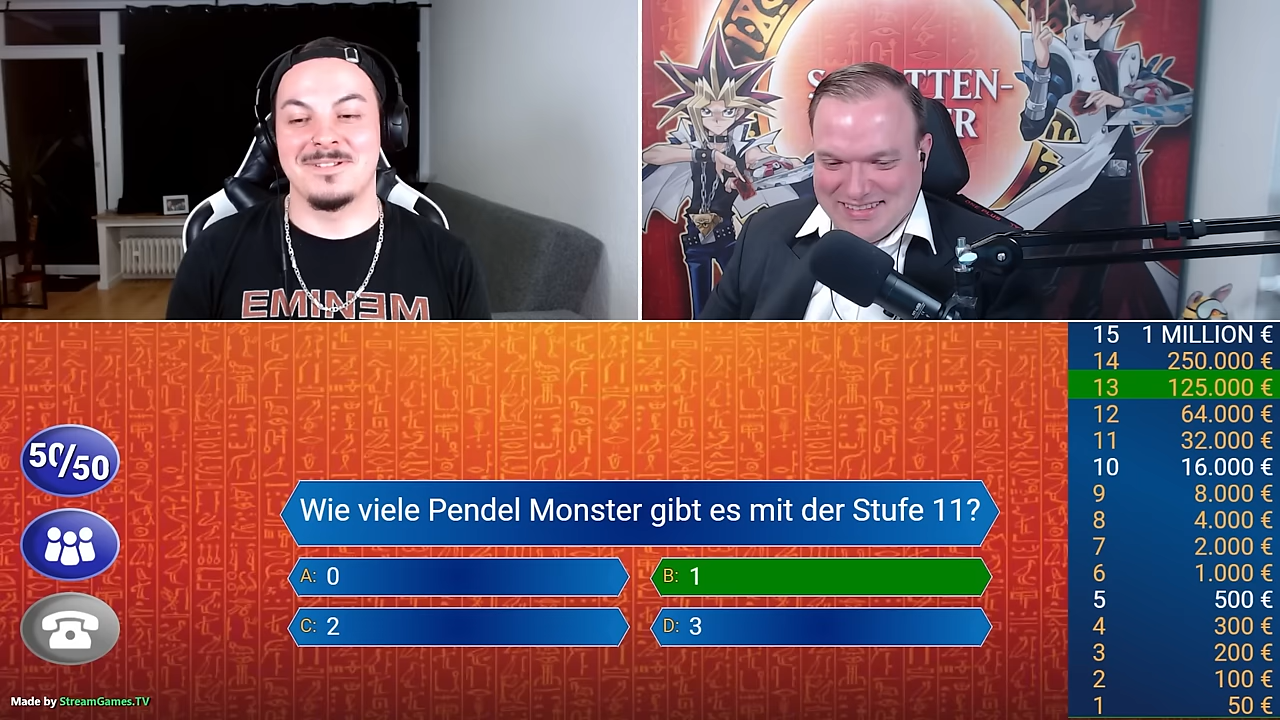 EMINEM
50/50
Wie viele Pendel Monster gibt es mit der Stufe 11?
A: 0
B: 1
C: 2
D: 3
15 1 MILLION €
14 250.000 €
13 125.000 €
12 64.000 €
11 32.000 €
10 16.000 €
9 8.000 €
8 4.000 €
7 2.000 €
6 1.000 €
5 500 €
4 300 €
3 200 €
2 100 €
1 50 €
Made by StreamGames.TV